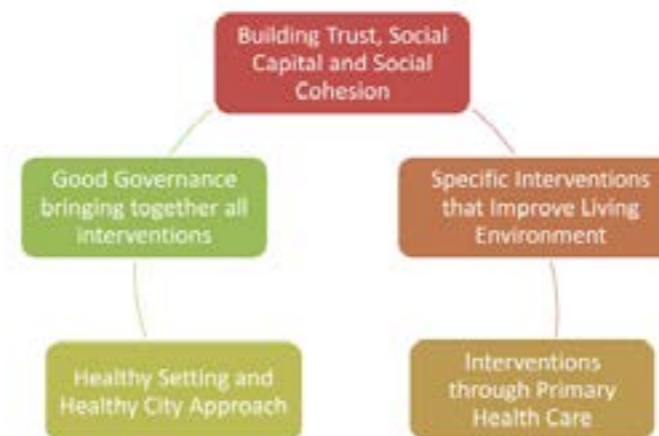 Building Trust, Social
Capital and Social
Cohesion
Good Governance
bringing together all
interventions
Specific Interventions
that Improve Living
Environment
Healthy Setting and
Healthy City Approach
Interventions
through Primary
Health Care